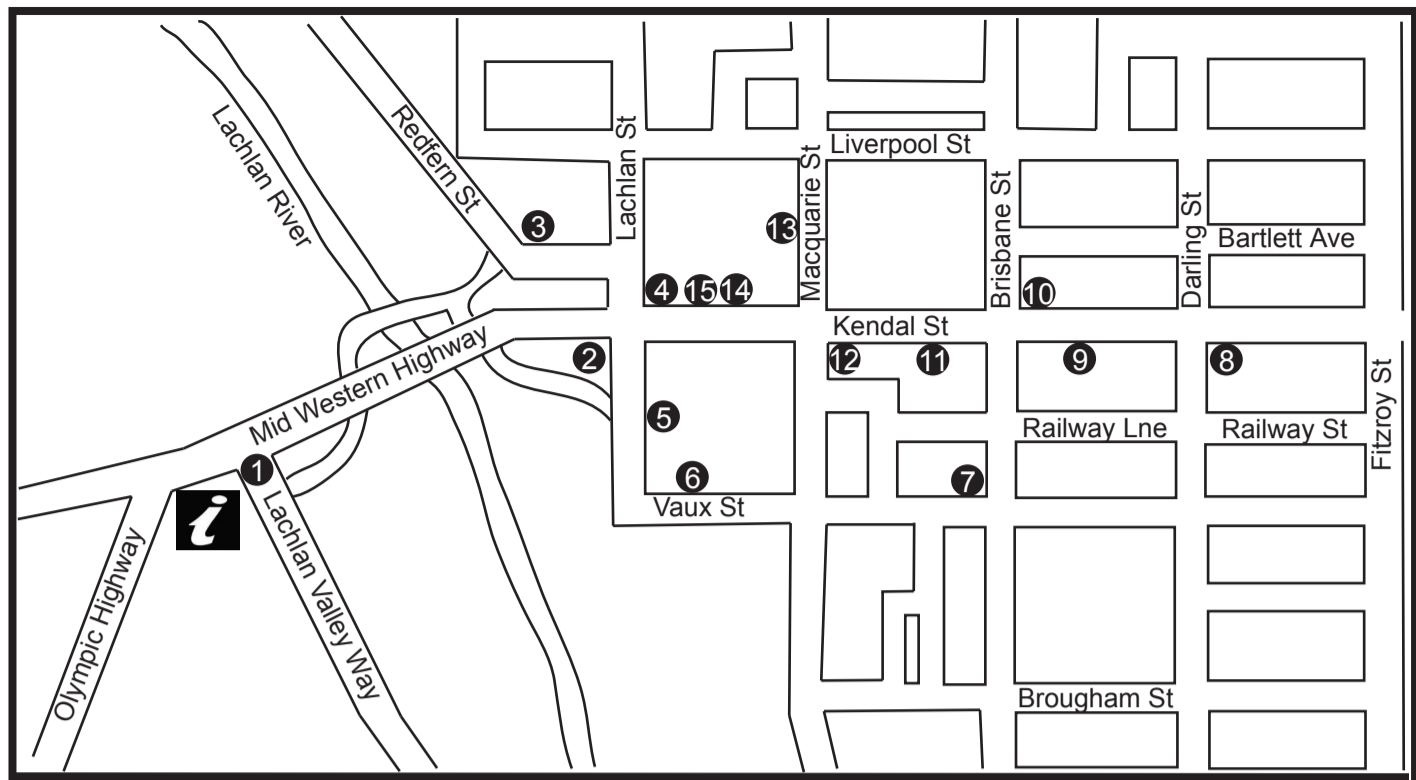 Liverpool St
Redfern St
Lachlan St
Lachlan River
Macquarie St
Brisbane St
Darling St
3
13
Bartlett Ave
4
15
14
10
Kendal St
Mid Western Highway
2
12
11
9
8
Fitzroy St
5
Railway Lne
Railway St
1
6
7
i
Vaux St
Lachlan Valley Way
Olympic Highway
Brougham St